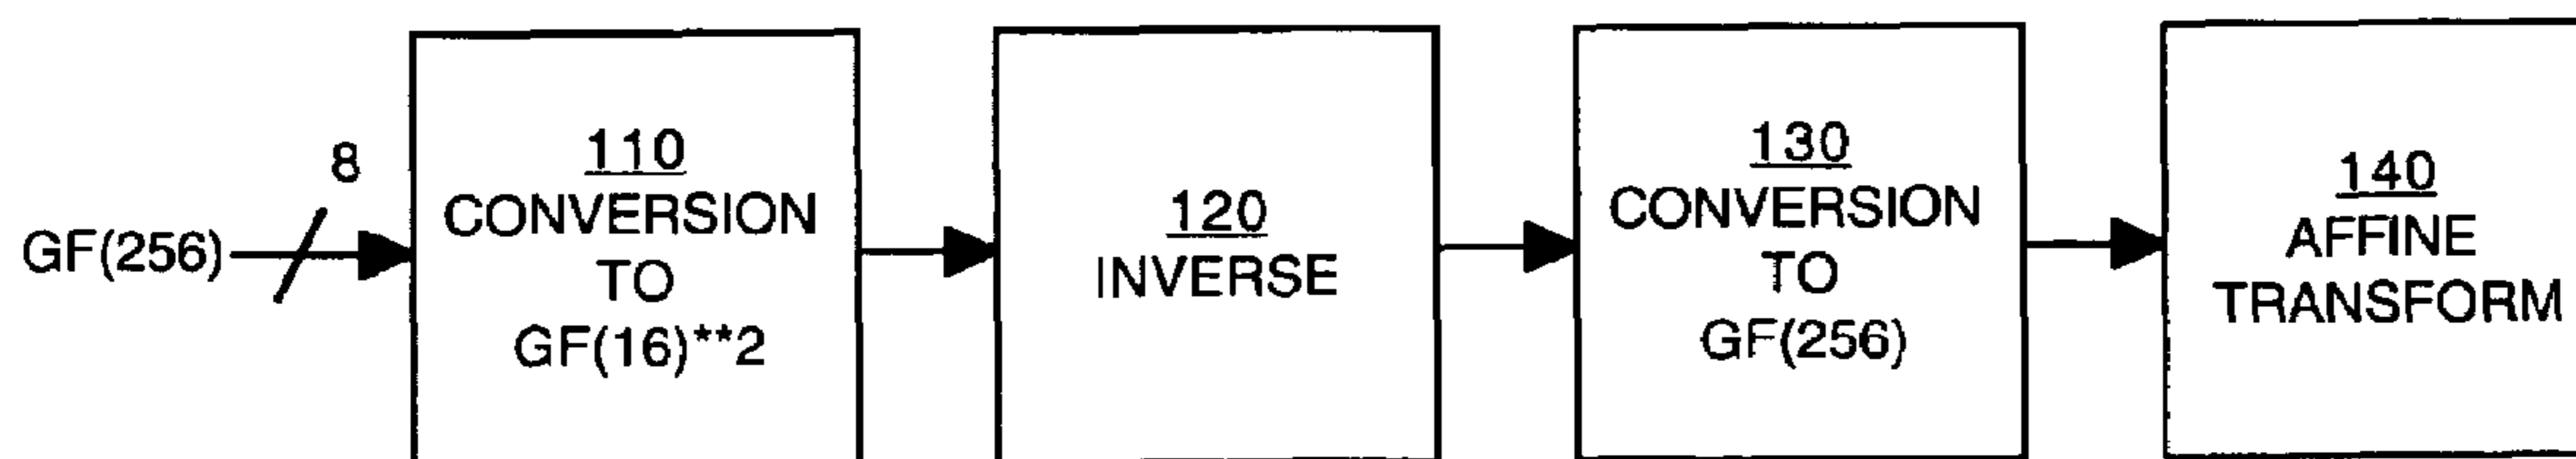 8
GF(256)
110
CONVERSION
TO
GF(16)**2
120
INVERSE
130
CONVERSION
TO
GF(256)
140
AFFINE
TRANSFORM